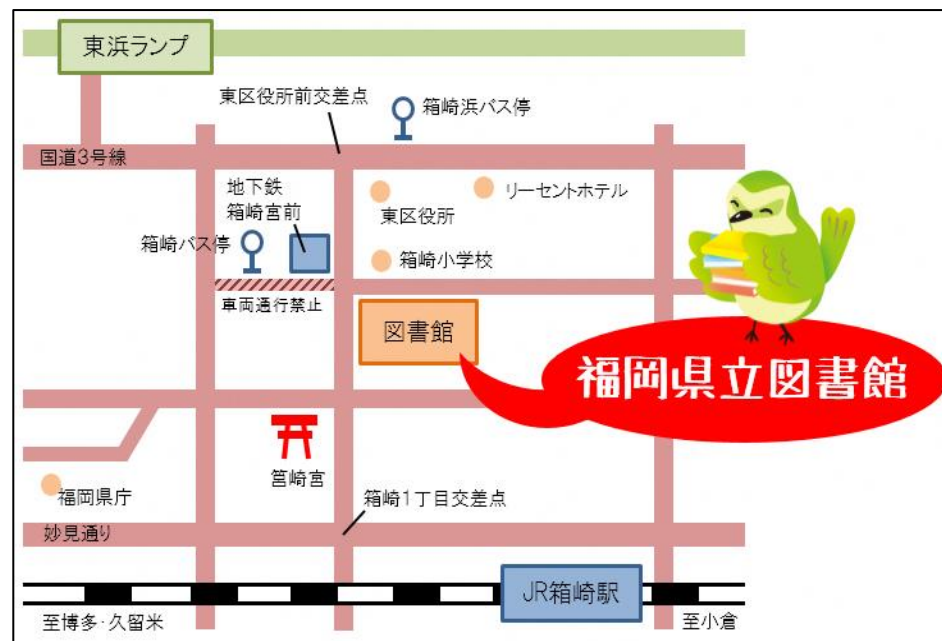 東浜ランプ
東区役所前交差点
箱崎浜バス停
国道3号線
地下鉄
箱崎宮前
リーセントホテル
東区役所
箱崎バス停
箱崎小学校
車両通行禁止
図書館
福岡県立図書館
筥崎宮
福岡県庁
箱崎1丁目交差点
妙見通り
JR箱崎駅
至博多・久留米
至小倉